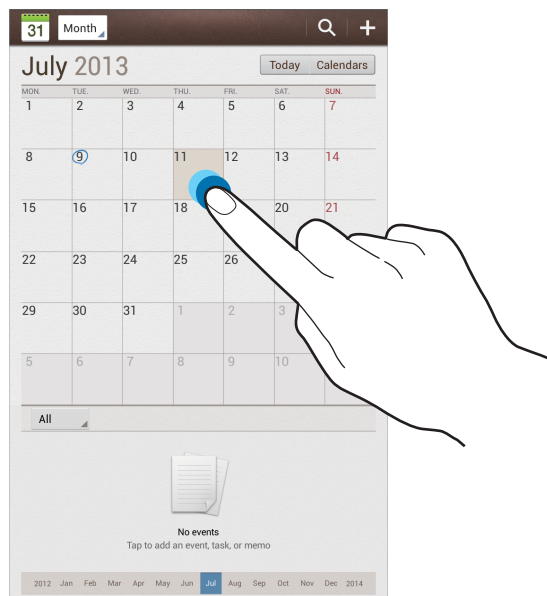 31 Month
July 2013 Today Calendars
MON. TUE. WED. THU. FRI. SAT. SUN.
1 2 3 4 5 6 7
8 9 10 11 12 13 14
15 16 17 18 20 21
22 23 24 25 26
29 30 31 1 2 3
5 6 7 8 9 10
All
No events
Tap to add an event, task, or memo
2012 Jan Feb Mar Apr May Jun Jul Aug Sep Oct Nov Dec 2014